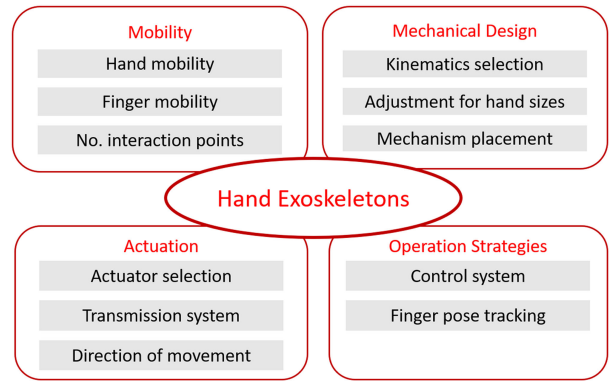 Mobility
Hand mobility
Finger mobility
No. interaction points
Mechanical Design
Kinematics selection
Adjustment for hand sizes
Mechanism placement
Hand Exoskeletons
Actuation
Actuator selection
Transmission system
Direction of movement
Operation Strategies
Control system
Finger pose tracking